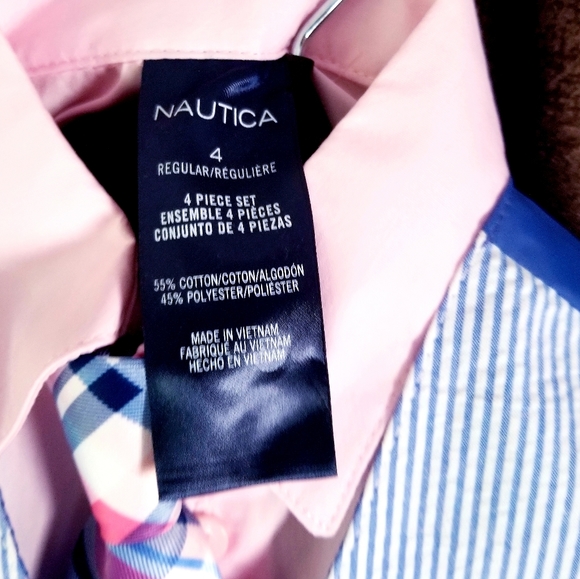 NAUTICA
4
REGULAR/RÉGULIÈRE
4 PIECE SET
ENSEMBLE 4 PIÈCES
CONJUNTO DE 4 PIEZAS
55% COTTON/COTON/ALGODÓN
45% POLYESTER/POLIÉSTER
MADE IN VIETNAM
FABRIQUÉ AU VIETNAM
HECHO EN VIETNAM